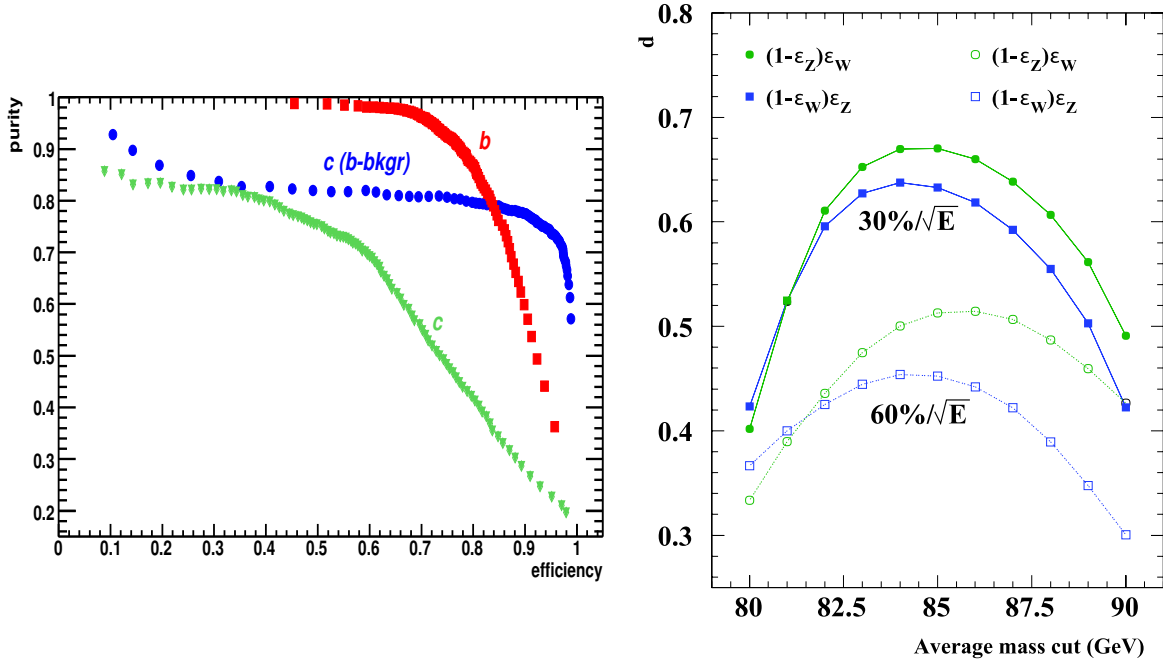 purity
1
0.9
0.8
0.7
0.6
0.5
0.4
0.3
0.2
b
c (b-bkgr)
c
0 0.1 0.2 0.3 0.4 0.5 0.6 0.7 0.8 0.9 1
efficiency
d
0.8
0.7
0.6
0.5
0.4
0.3
(1-ε_Z)ε_W (1-ε_Z)ε_W
(1-ε_W)ε_Z (1-ε_W)ε_Z
30%/√E
60%/√E
80 82.5 85 87.5 90
Average mass cut (GeV)